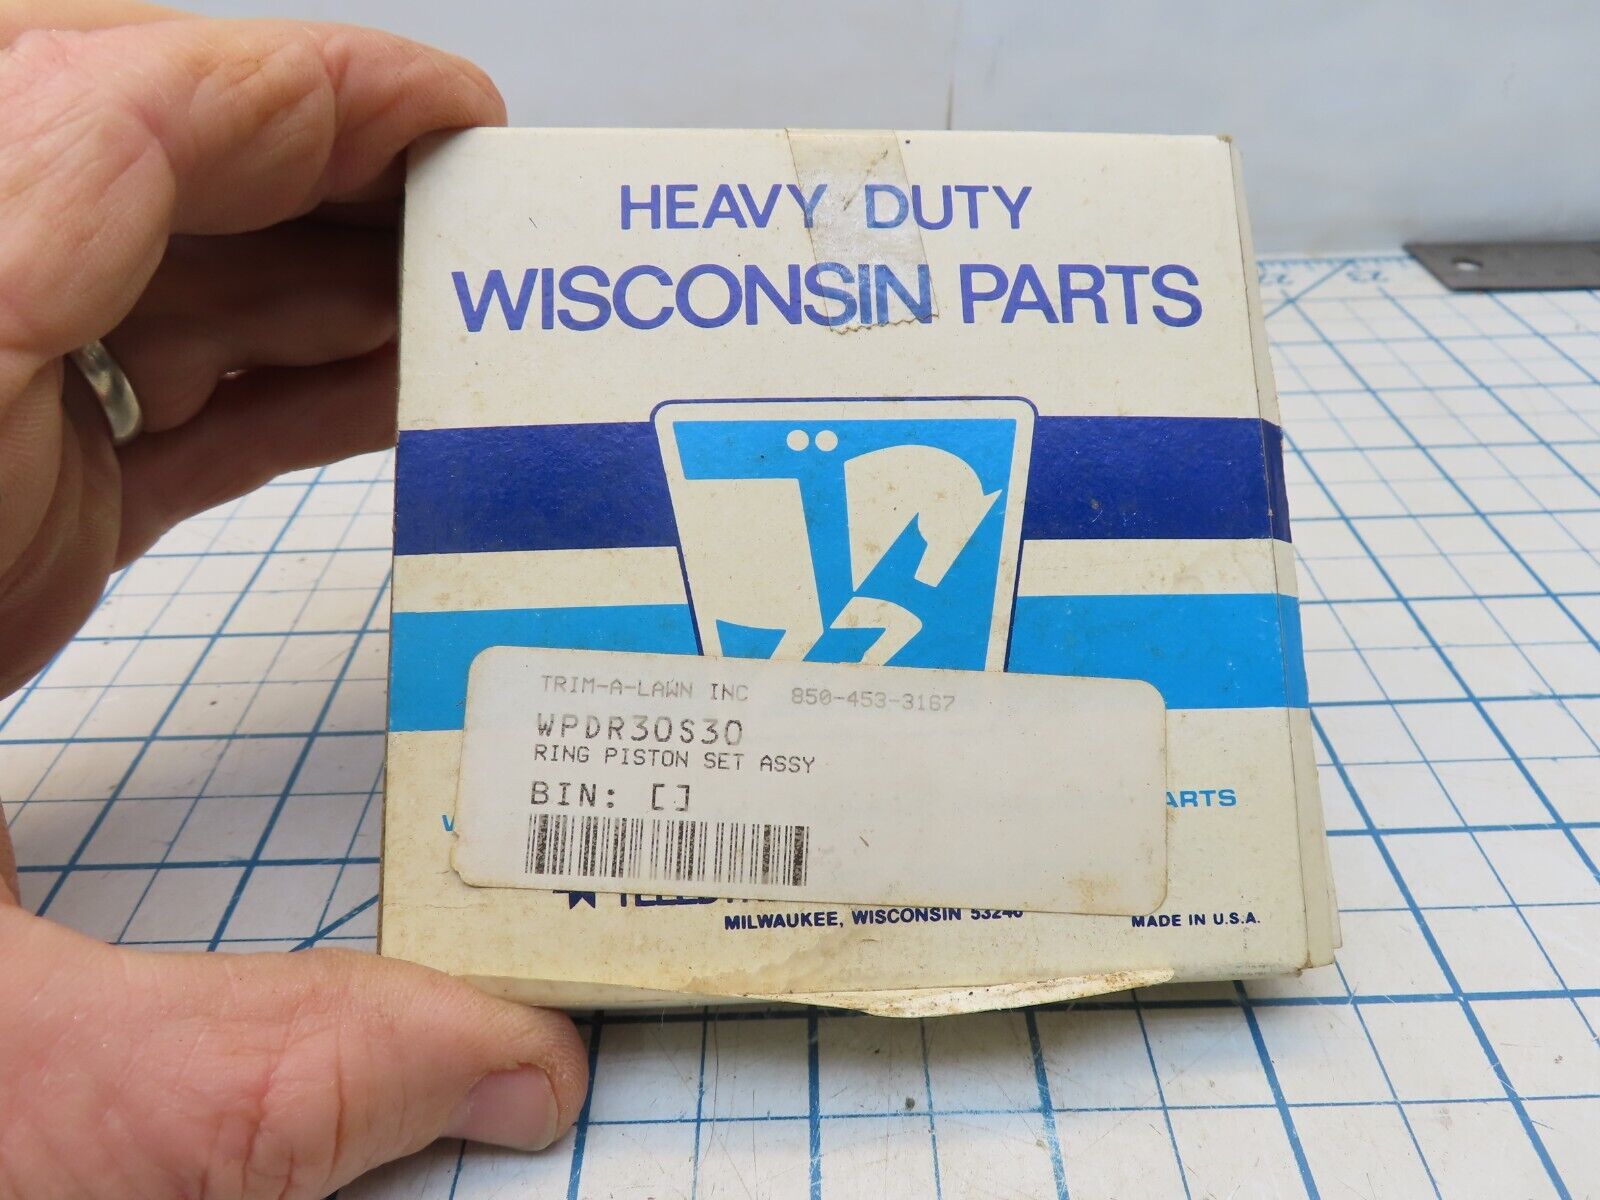 HEAVY DUTY
WISCONSIN PARTS
TRIM-A-LAWN INC 850-453-3167
WPDR30S30
RING PISTON SET ASSY
BIN: []
ARTS
MILWAUKEE, WISCONSIN 53246
MADE IN U.S.A.
22